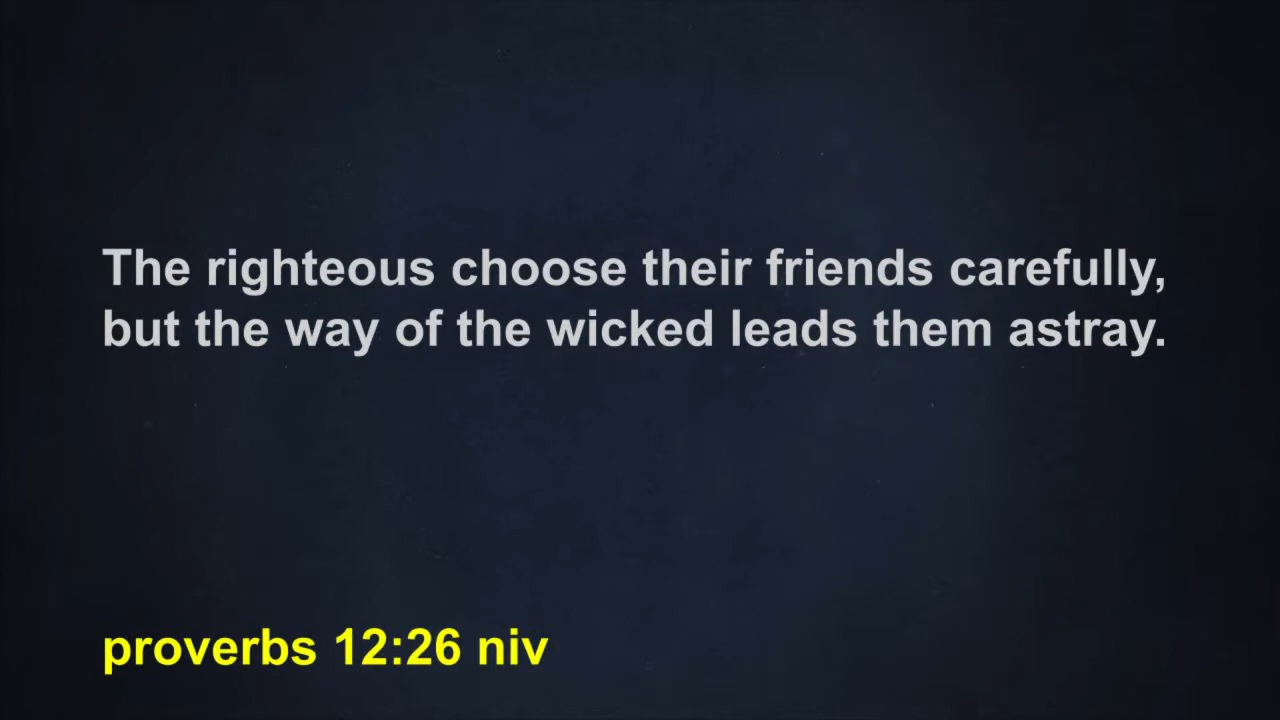 The righteous choose their friends carefully,
but the way of the wicked leads them astray.
proverbs 12:26 niv